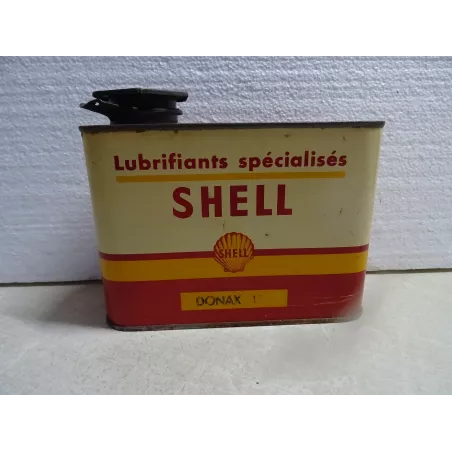 Lubrifiants spécialisés
SHELL
SHELL
DONAX 1